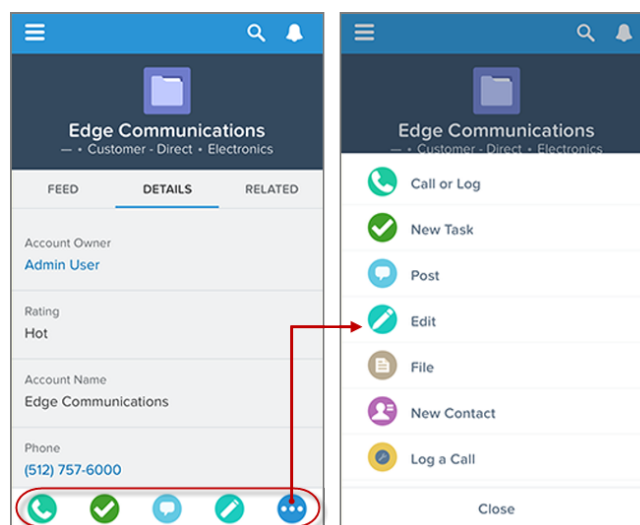 Edge Communications
— • Customer - Direct • Electronics
FEED DETAILS RELATED
Account Owner
Admin User
Rating
Hot
Account Name
Edge Communications
Phone
(512) 757-6000
Edge Communications
— • Customer - Direct • Electronics
Call or Log
New Task
Post
Edit
File
New Contact
Log a Call
Close